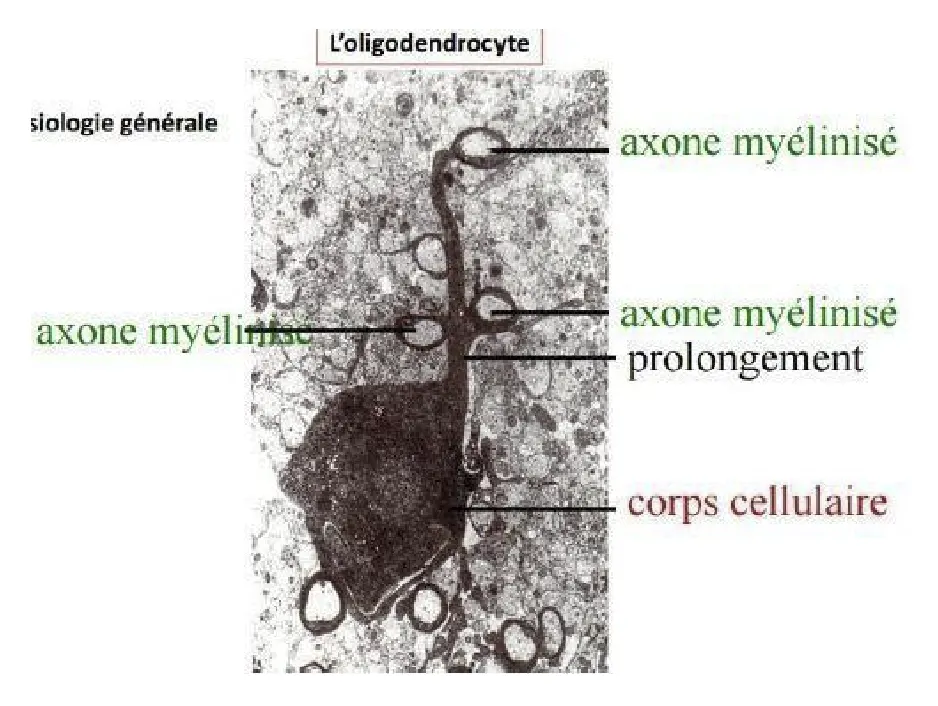 L'oligodendrocyte
siologie générale
axone myélinisé
axone myélinisé
axone myélinisé
prolongement
corps cellulaire